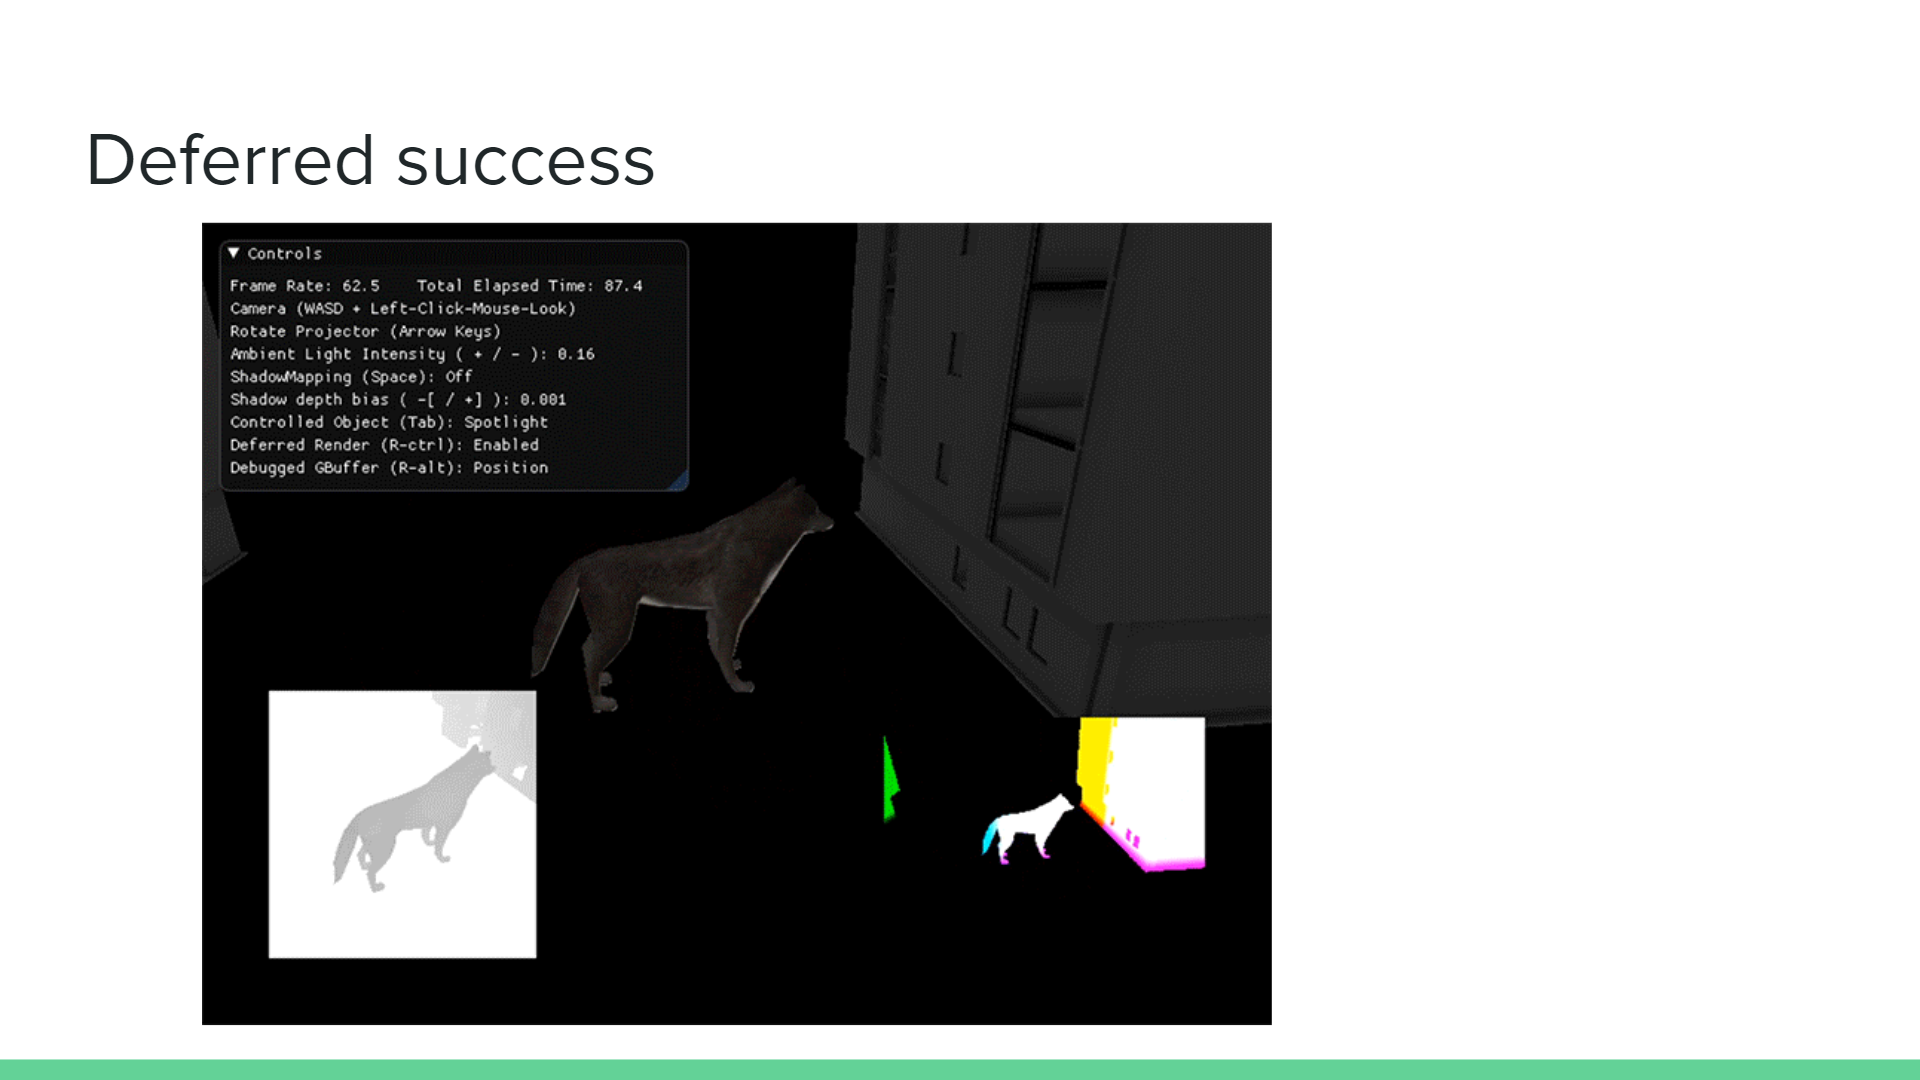 Deferred success
▼ Controls
Frame Rate: 62.5    Total Elapsed Time: 87.4
Camera (WASD + Left-Click-Mouse-Look)
Rotate Projector (Arrow Keys)
Ambient Light Intensity ( + / - ): 0.16
ShadowMapping (Space): Off
Shadow depth bias ( -[ / +] ): 0.001
Controlled Object (Tab): Spotlight
Deferred Render (R-ctrl): Enabled
Debugged GBuffer (R-alt): Position